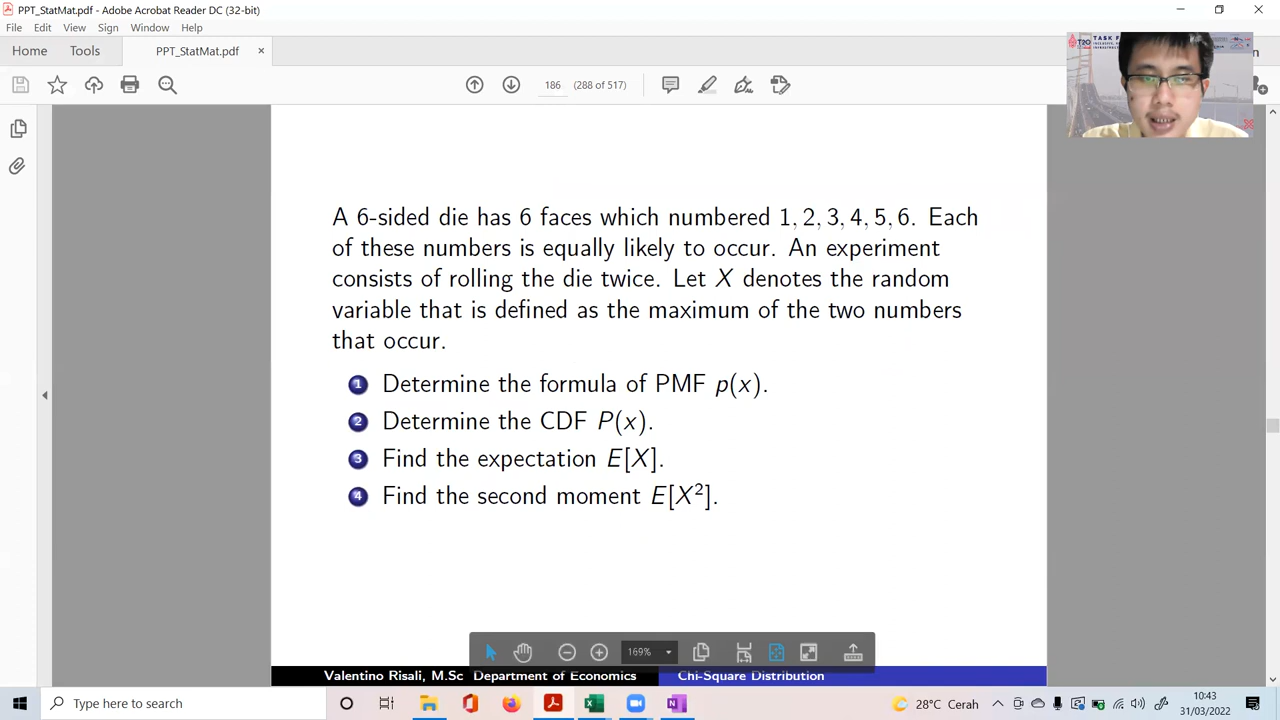 PPT_StatMat.pdf - Adobe Acrobat Reader DC (32-bit)
File Edit View Sign Window Help
Home Tools PPT_StatMat.pdf ×
186 (288 of 517)
T20 TASK F
A 6-sided die has 6 faces which numbered 1, 2, 3, 4, 5, 6. Each
of these numbers is equally likely to occur. An experiment
consists of rolling the die twice. Let X denotes the random
variable that is defined as the maximum of the two numbers
that occur.
1 Determine the formula of PMF p(x).
2 Determine the CDF P(x).
3 Find the expectation E[X].
4 Find the second moment E[X²].
169%
Valentino Risali, M.Sc Department of Economics Chi-Square Distribution
Type here to search
28°C Cerah
10:43
31/03/2022